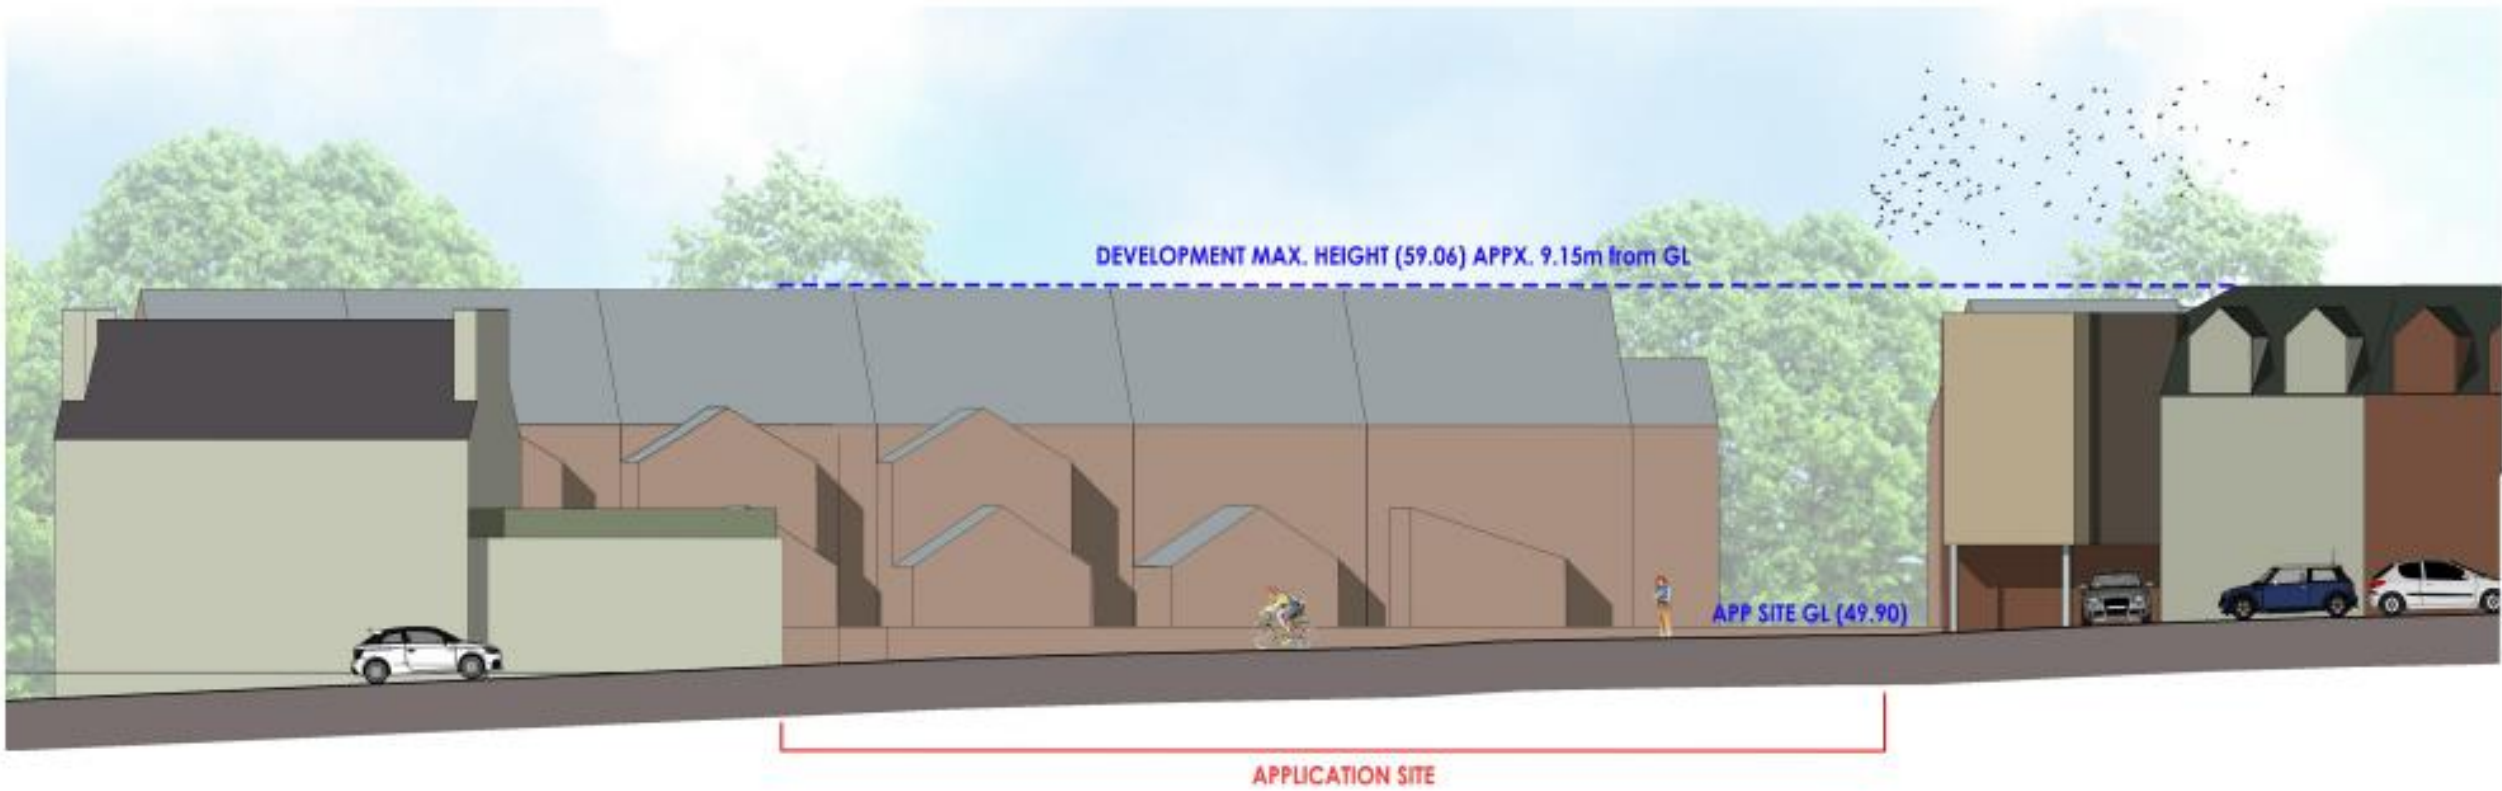 DEVELOPMENT MAX. HEIGHT (59.06) APPX. 9.15m from GL
APP SITE GL (49.90)
APPLICATION SITE